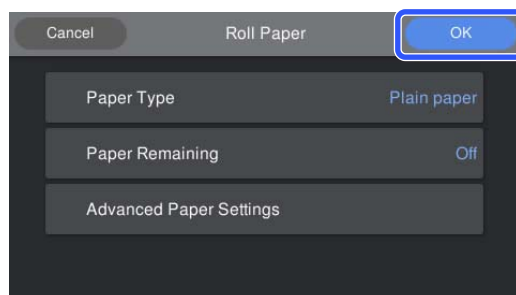 Cancel Roll Paper OK
Paper Type Plain paper
Paper Remaining Off
Advanced Paper Settings